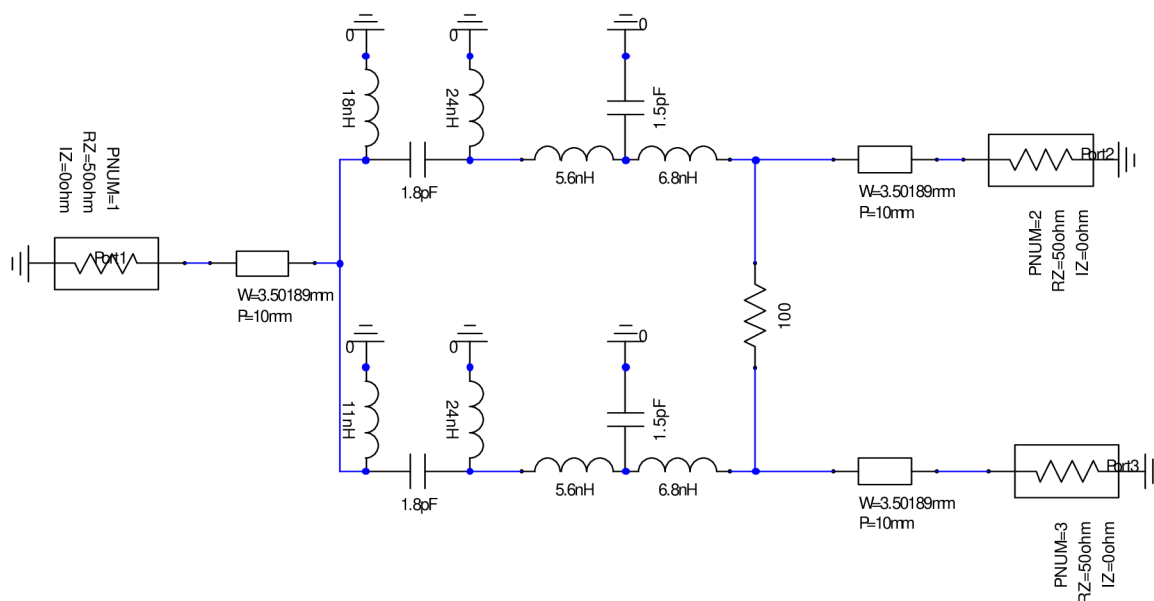 0
0
0
18nH
24nH
1.5pF
1.8pF
5.6nH
6.8nH
PNUM=1
RZ=50ohm
IZ=0ohm
Port1
W=3.50189mm
P=10mm
W=3.50189mm
P=10mm
Port2
PNUM=2
RZ=50ohm
IZ=0ohm
100
0
0
0
11nH
24nH
1.5pF
1.8pF
5.6nH
6.8nH
W=3.50189mm
P=10mm
Port3
PNUM=3
RZ=50ohm
IZ=0ohm